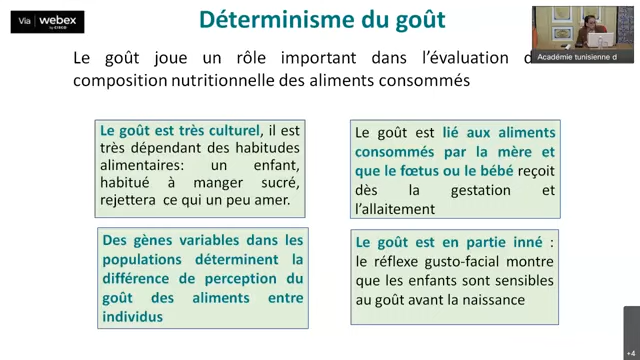 Via webex
by CISCO
Déterminisme du goût
Le goût joue un rôle important dans l'évaluation d
composition nutritionnelle des aliments consommés
Académie tunisienne d
Le goût est très culturel, il est
très dépendant des habitudes
alimentaires: un enfant,
habitué à manger sucré,
rejettera ce qui un peu amer.
Le goût est lié aux aliments
consommés par la mère et
que le fœtus ou le bébé reçoit
dès la gestation et
l'allaitement
Des gènes variables dans les
populations déterminent la
différence de perception du
goût des aliments entre
individus
Le goût est en partie inné :
le réflexe gusto-facial montre
que les enfants sont sensibles
au goût avant la naissance
+4